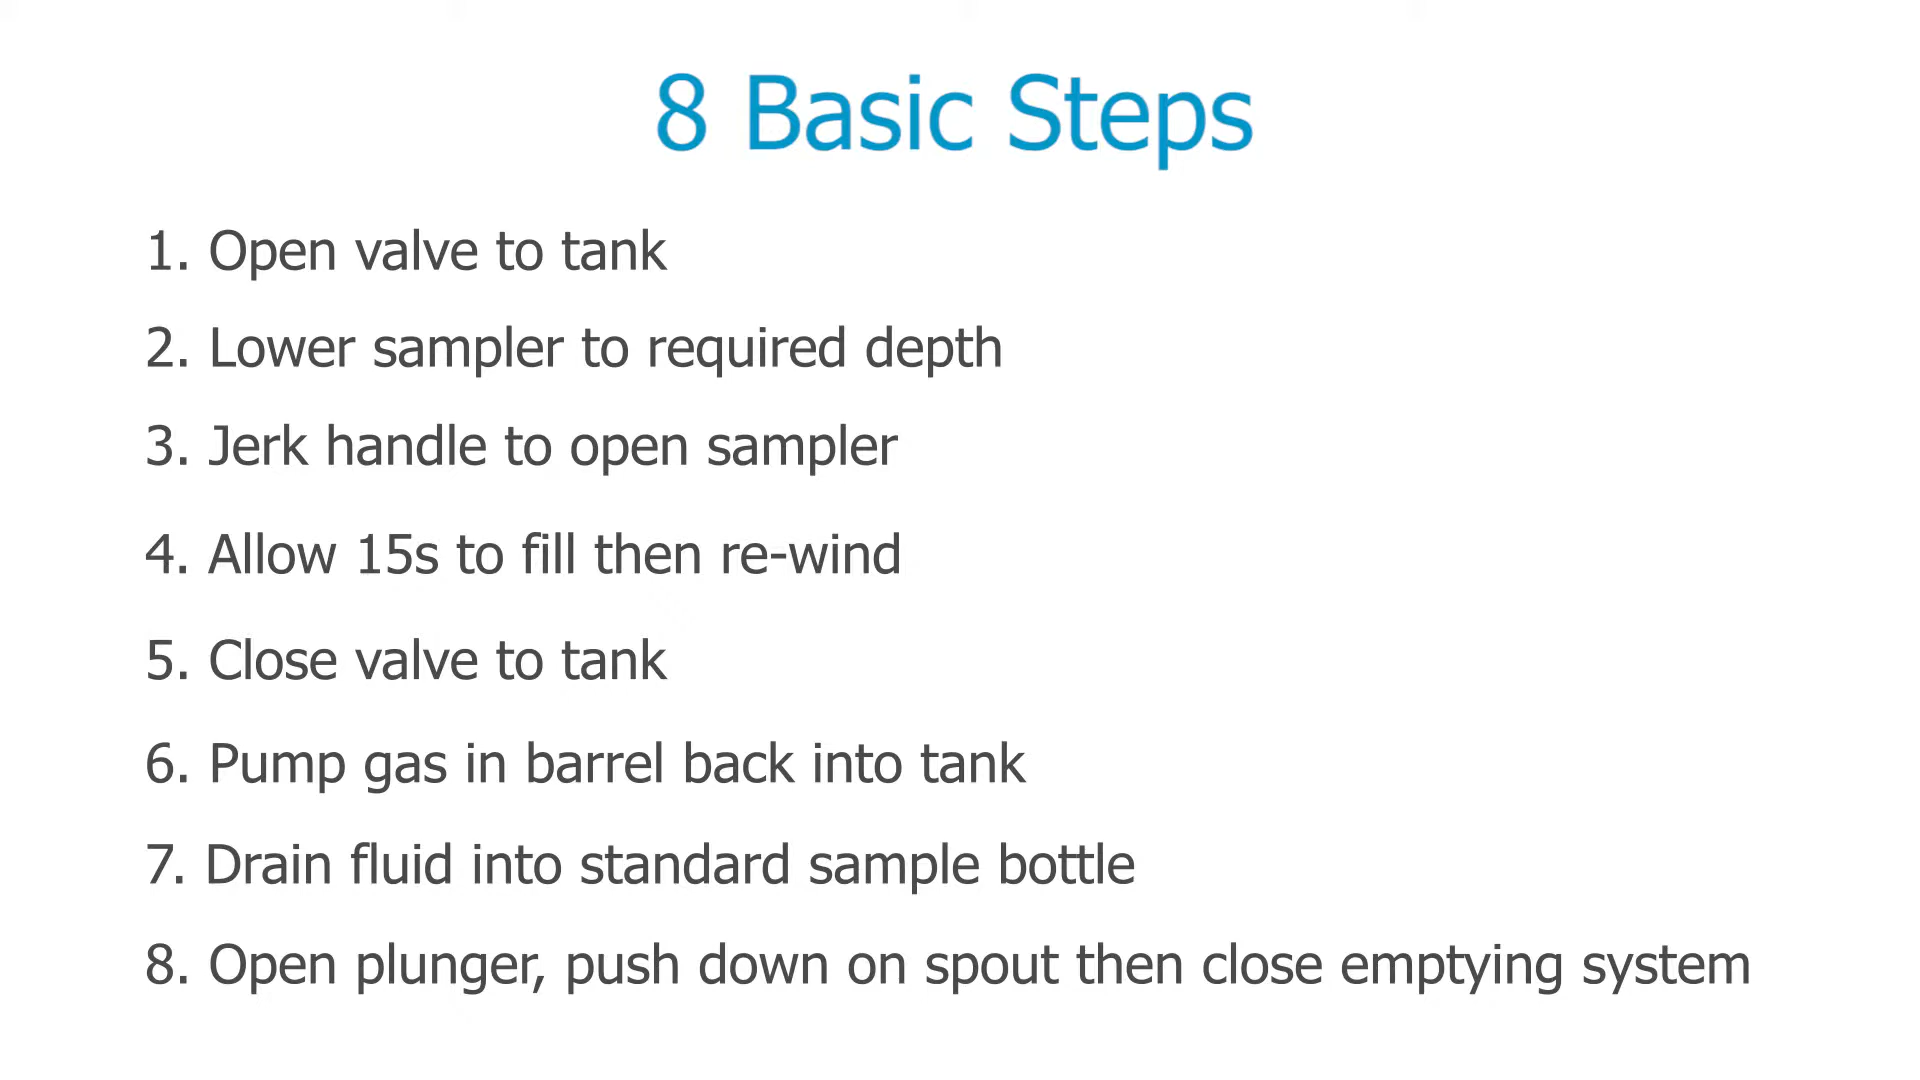 8 Basic Steps
1. Open valve to tank
2. Lower sampler to required depth
3. Jerk handle to open sampler
4. Allow 15s to fill then re-wind
5. Close valve to tank
6. Pump gas in barrel back into tank
7. Drain fluid into standard sample bottle
8. Open plunger, push down on spout then close emptying system